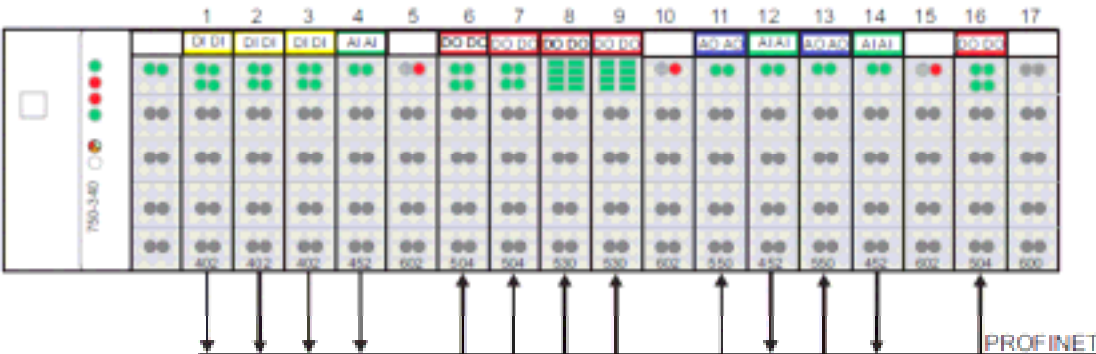 1 2 3 4 5 6 7 8 9 10 11 12 13 14 15 16 17
DI DI DI DI DI DI AI AI DO DO DO DO DO DO DO DO AO AO AI AI AO AO AI AI DO DO
750-340
402 402 402 452 602 504 504 530 530 602 550 452 550 452 602 504 600
PROFINET